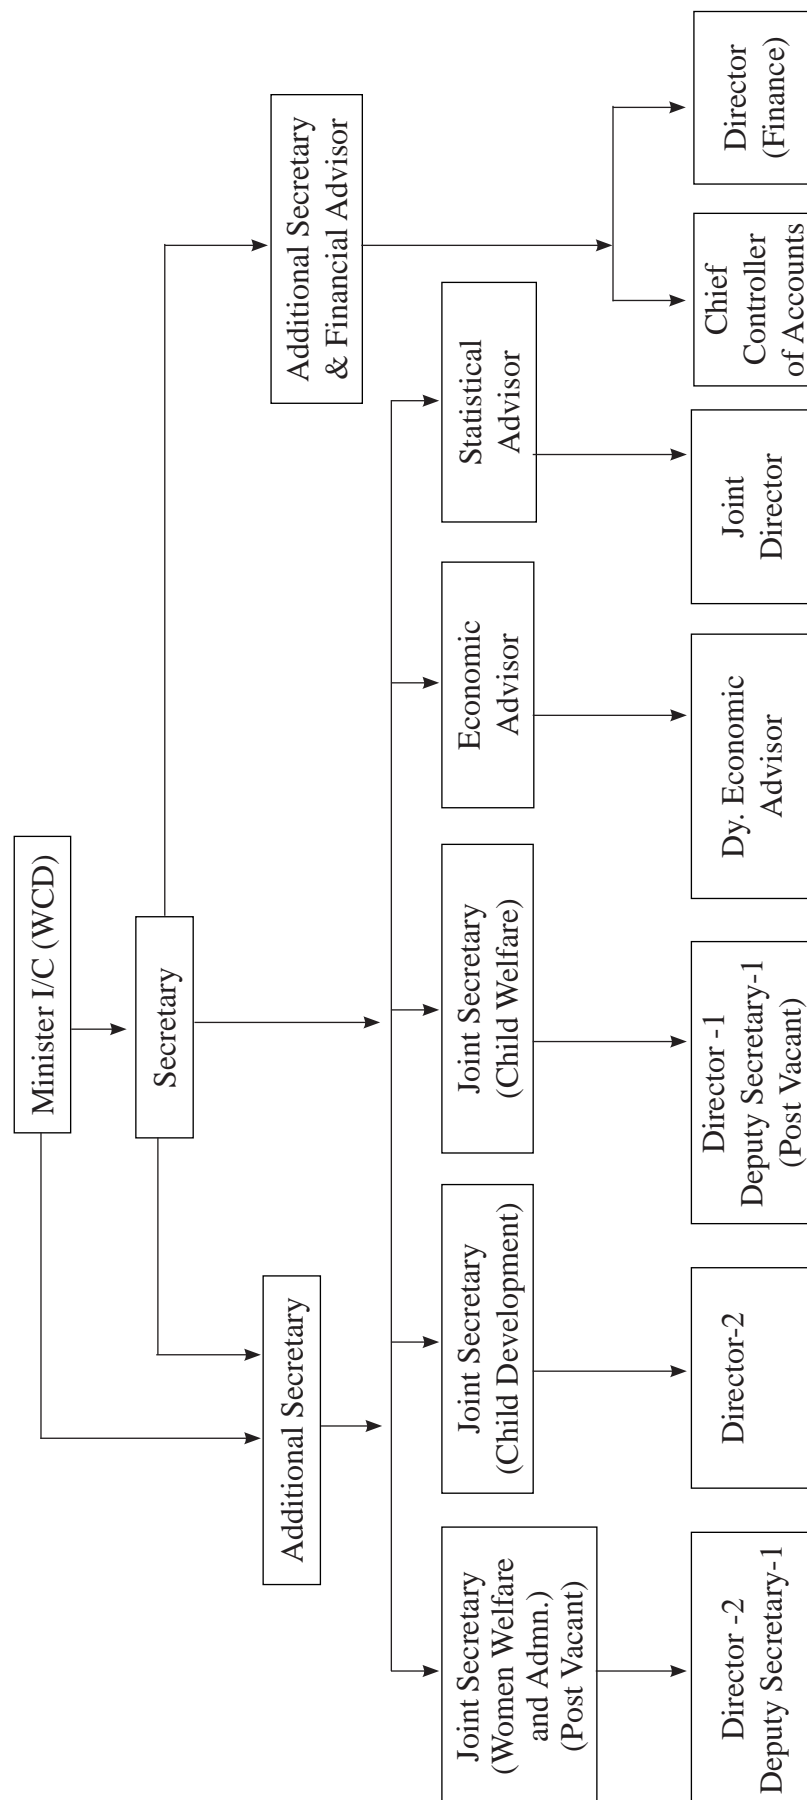 Minister I/C (WCD)
Secretary
Additional Secretary
Additional Secretary
& Financial Advisor
Joint Secretary
(Women Welfare
and Admn.)
(Post Vacant)
Joint Secretary
(Child Development)
Joint Secretary
(Child Welfare)
Economic
Advisor
Statistical
Advisor
Director -2
Deputy Secretary-1
Director-2
Director -1
Deputy Secretary-1
(Post Vacant)
Dy. Economic
Advisor
Joint
Director
Chief
Controller
of Accounts
Director
(Finance)